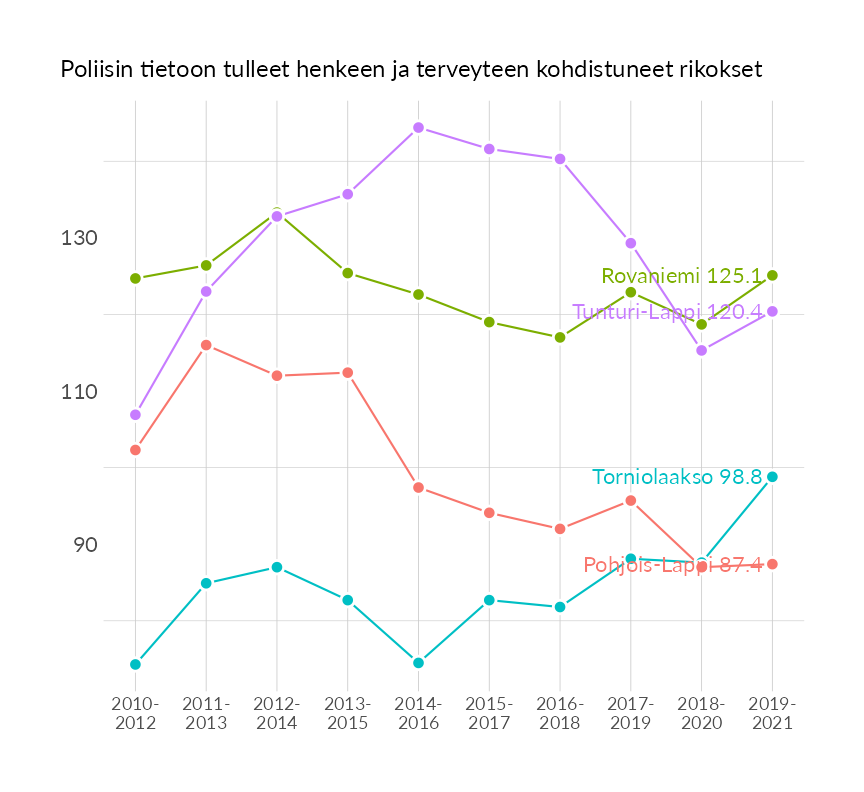 Poliisin tietoon tulleet henkeen ja terveyteen kohdistuneet rikokset
130
110
90
Rovaniemi 125.1
Tunturi-Lappi 120.4
Torniolaakso 98.8
Pohjois-Lappi 87.4
2010- 2011- 2012- 2013- 2014- 2015- 2016- 2017- 2018- 2019-
2012 2013 2014 2015 2016 2017 2018 2019 2020 2021